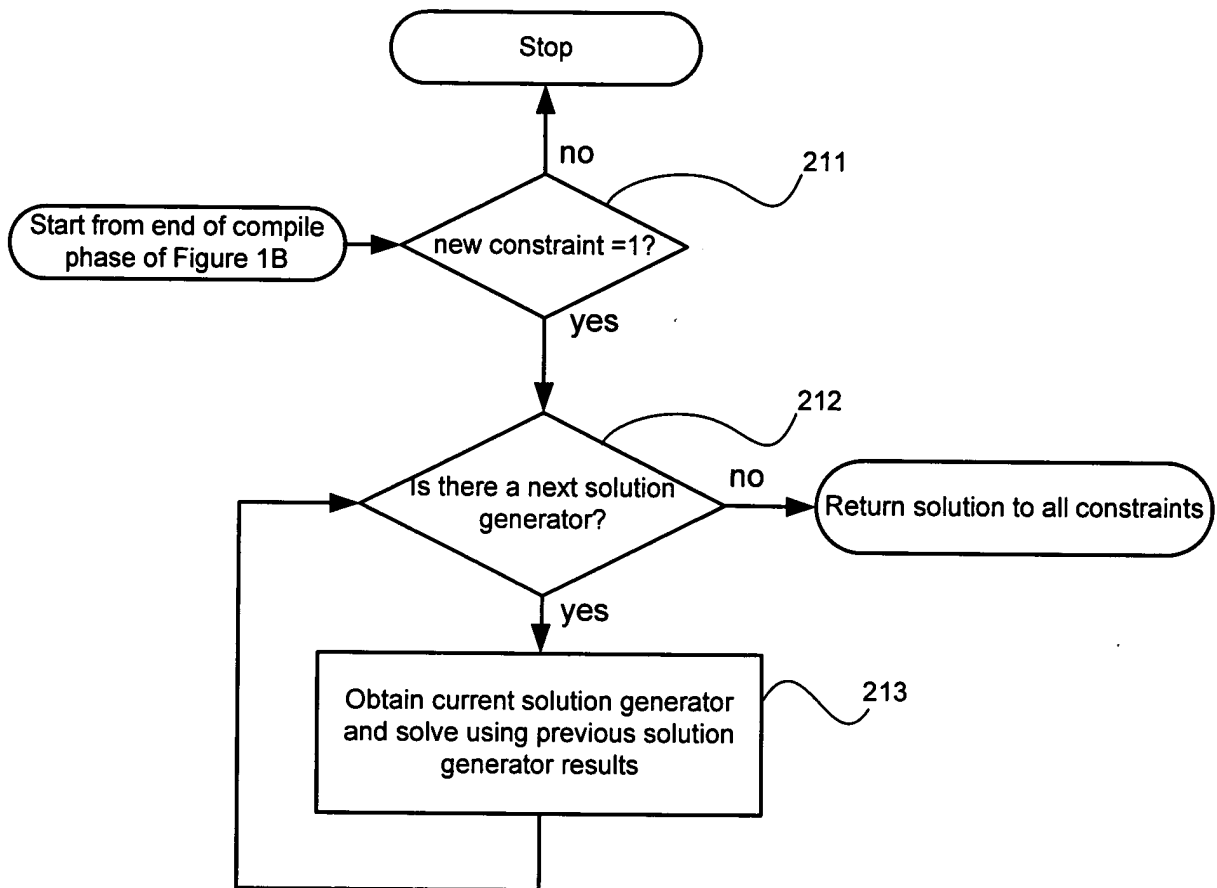 Stop
no
211
Start from end of compile
phase of Figure 1B
new constraint =1?
yes
212
Is there a next solution
generator?
no
Return solution to all constraints
yes
213
Obtain current solution generator
and solve using previous solution
generator results